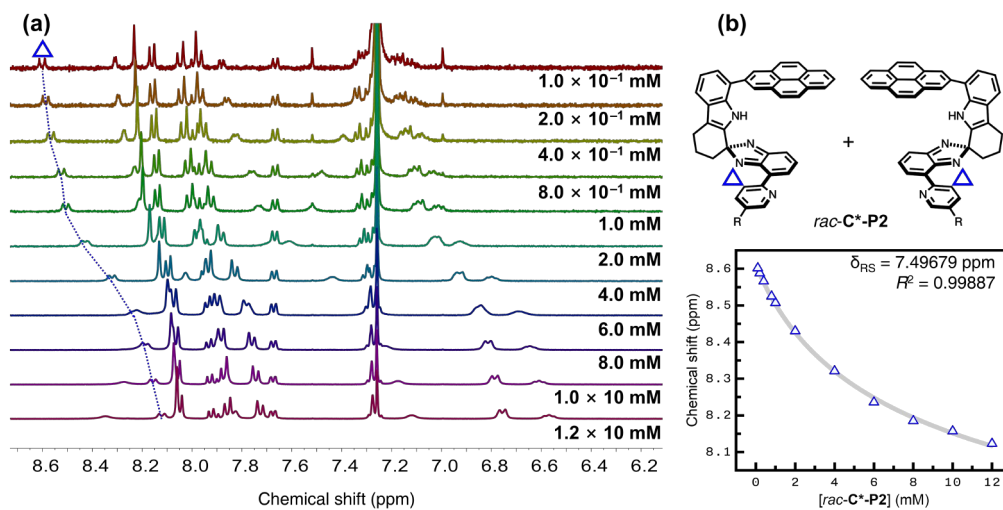 (a)
1.0 × 10⁻¹ mM
2.0 × 10⁻¹ mM
4.0 × 10⁻¹ mM
8.0 × 10⁻¹ mM
1.0 mM
2.0 mM
4.0 mM
6.0 mM
8.0 mM
1.0 × 10 mM
1.2 × 10 mM
8.6 8.4 8.2 8.0 7.8 7.6 7.4 7.2 7.0 6.8 6.6 6.4 6.2
Chemical shift (ppm)
(b)
NH HN
+
N N
N N
N N
R R
rac-C*-P2
δRS = 7.49679 ppm
R² = 0.99887
Chemical shift (ppm)
8.6
8.5
8.4
8.3
8.2
8.1
0 2 4 6 8 10 12
[rac-C*-P2] (mM)